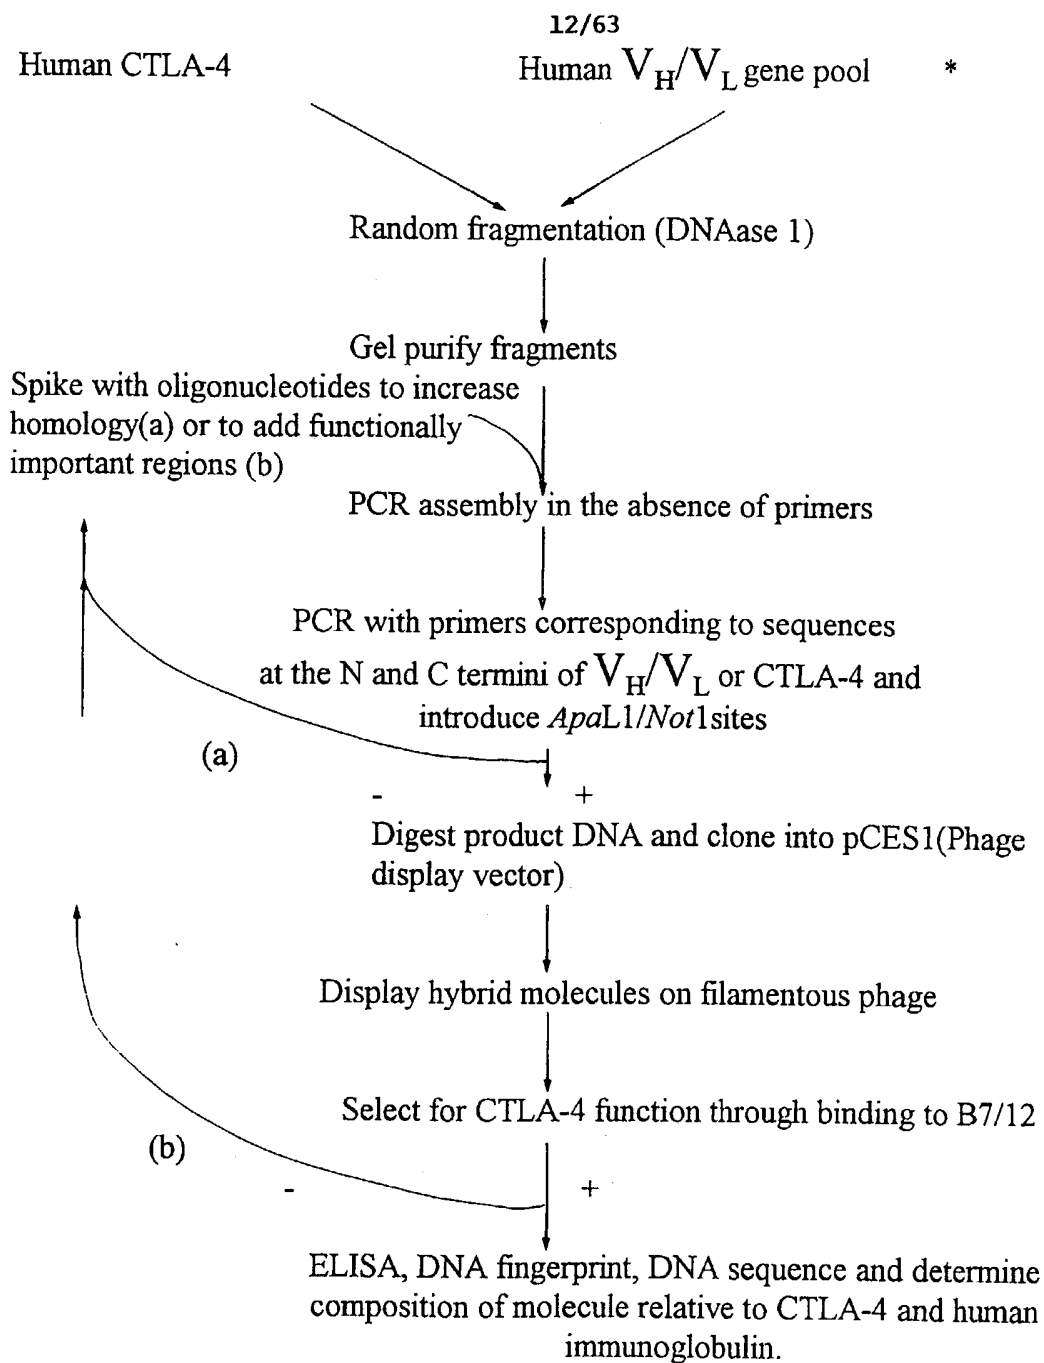 12/63
Human CTLA-4
Human VH/VL gene pool *
Random fragmentation (DNAase 1)
Gel purify fragments
Spike with oligonucleotides to increase
homology(a) or to add functionally
important regions (b)
PCR assembly in the absence of primers
PCR with primers corresponding to sequences
at the N and C termini of VH/VL or CTLA-4 and
introduce ApaL1/Not1sites
(a)
- +
Digest product DNA and clone into pCES1(Phage
display vector)
Display hybrid molecules on filamentous phage
Select for CTLA-4 function through binding to B7/12
(b)
- +
ELISA, DNA fingerprint, DNA sequence and determine
composition of molecule relative to CTLA-4 and human
immunoglobulin.